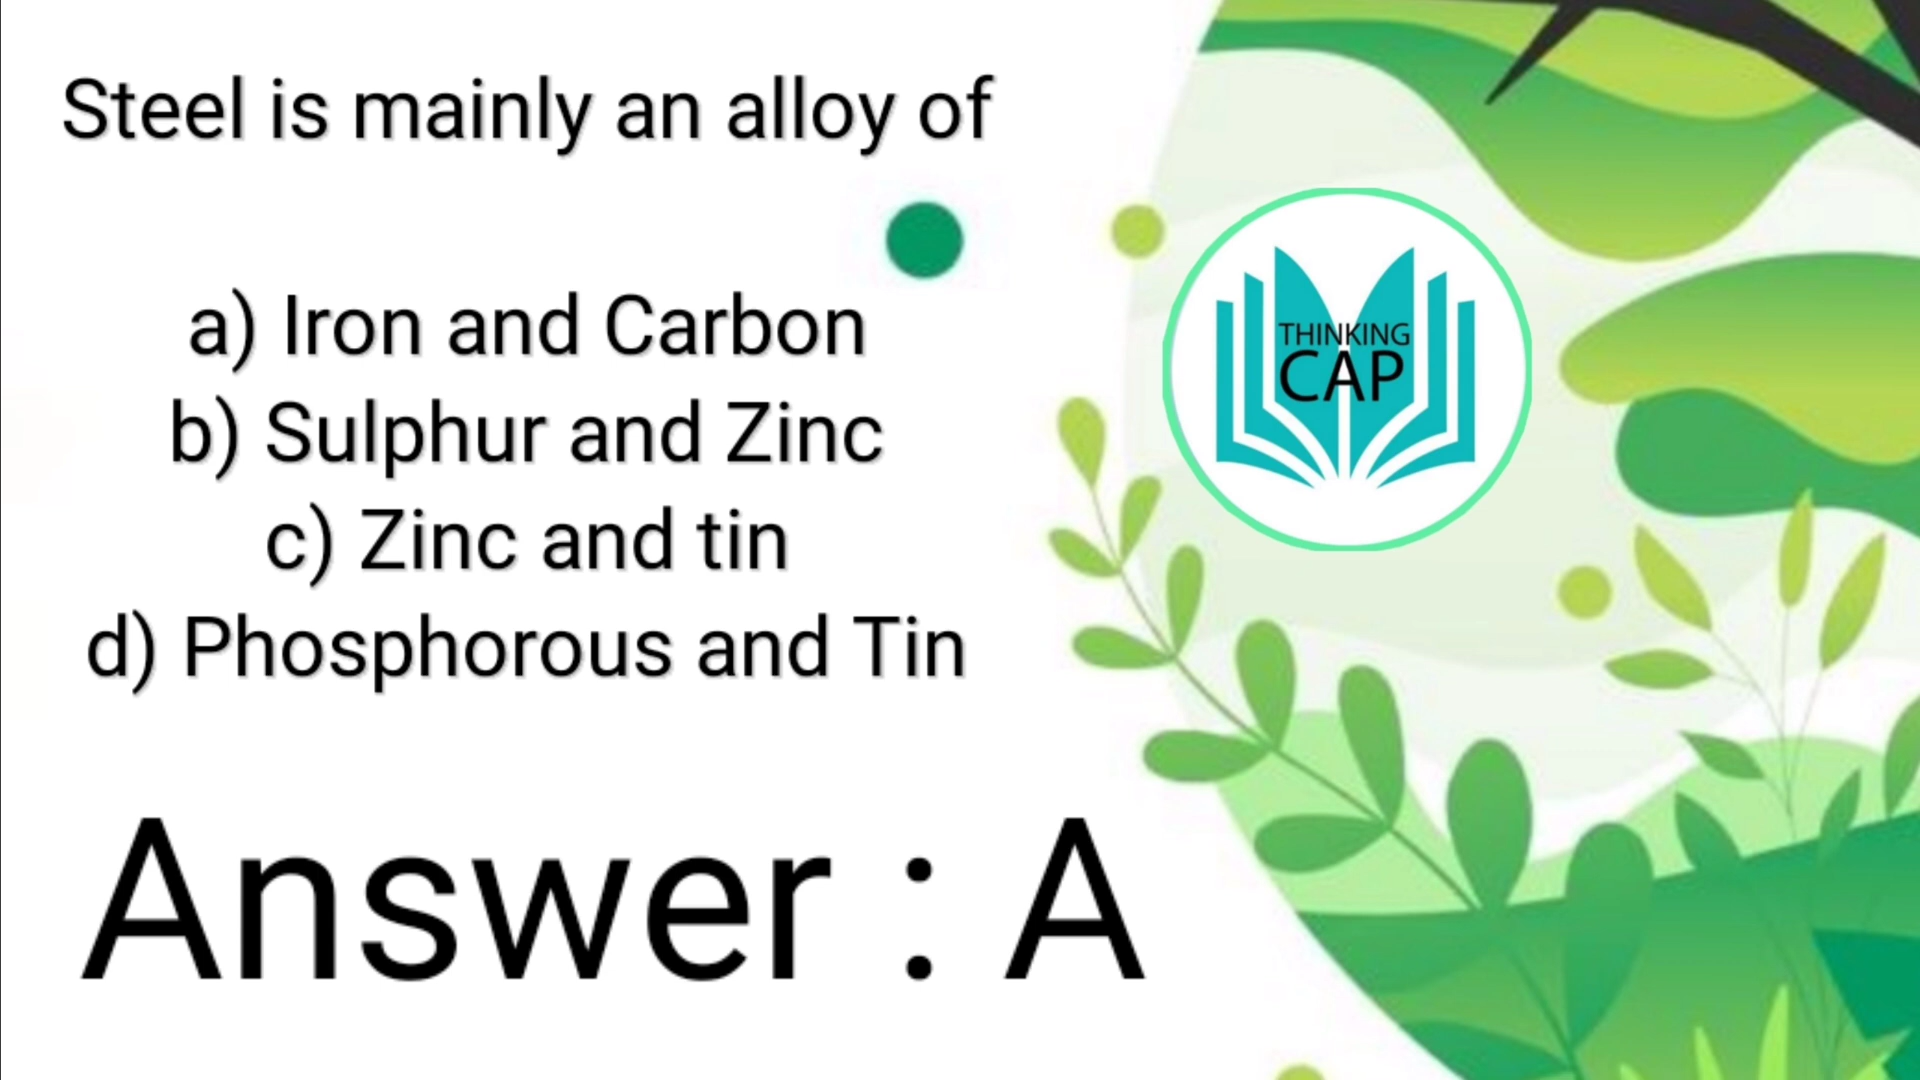 Steel is mainly an alloy of
a) Iron and Carbon
b) Sulphur and Zinc
c) Zinc and tin
d) Phosphorous and Tin
Answer : A
THINKING
CAP